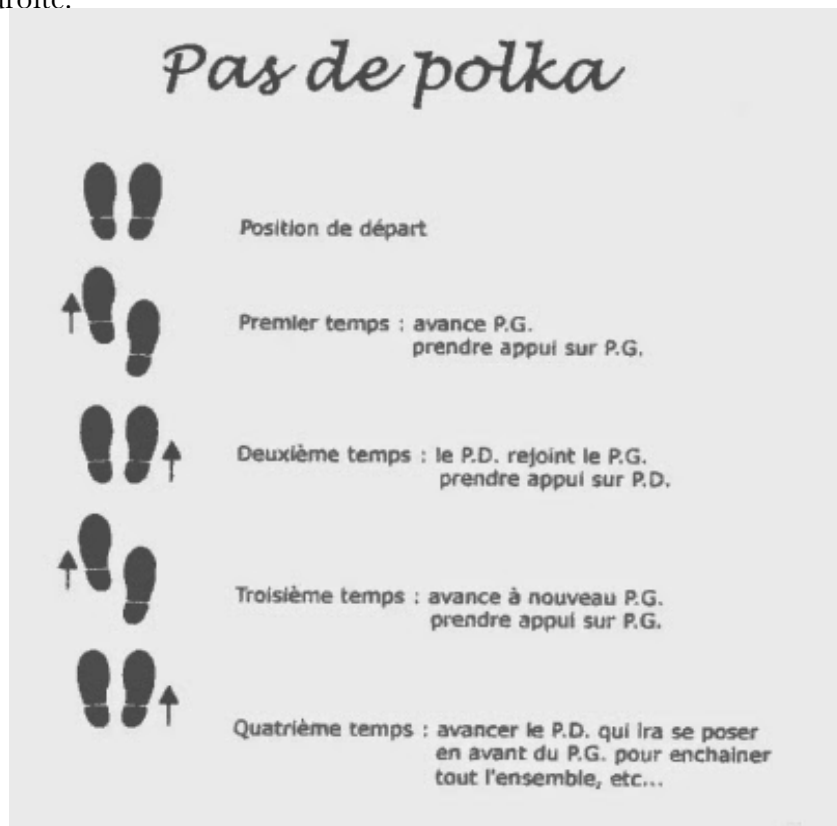 droite.
Pas de polka
Position de départ
Premier temps : avance P.G.
prendre appui sur P.G.
Deuxième temps : le P.D. rejoint le P.G.
prendre appui sur P.D.
Troisième temps : avance à nouveau P.G.
prendre appui sur P.G.
Quatrième temps : avancer le P.D. qui ira se poser
en avant du P.G. pour enchainer
tout l'ensemble, etc...